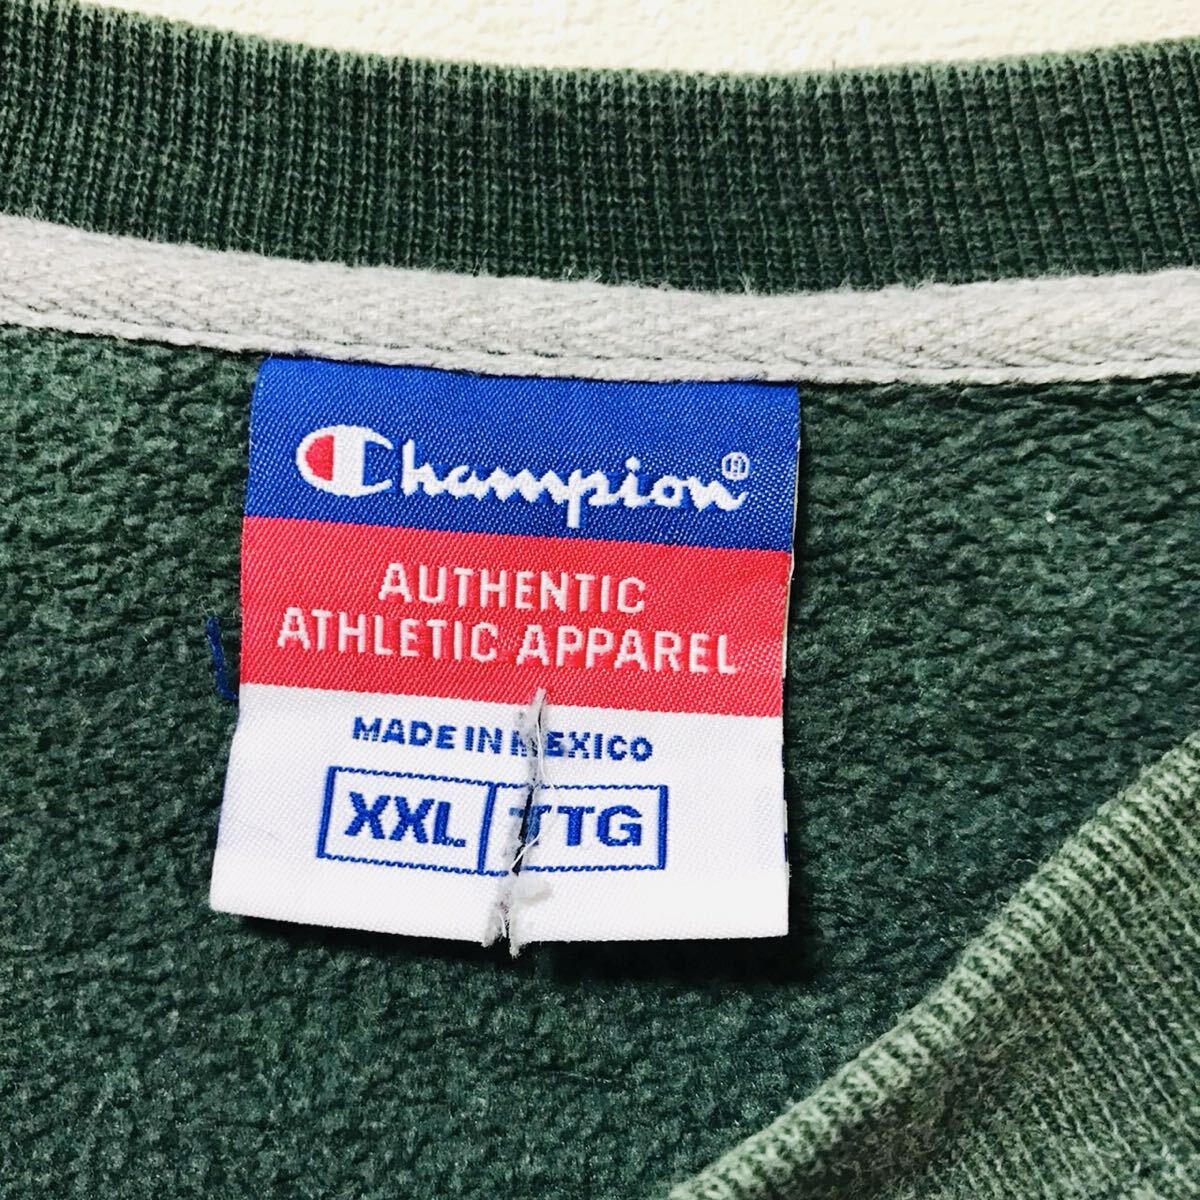 Champion®
AUTHENTIC
ATHLETIC APPAREL
MADE IN MEXICO
XXL TTG